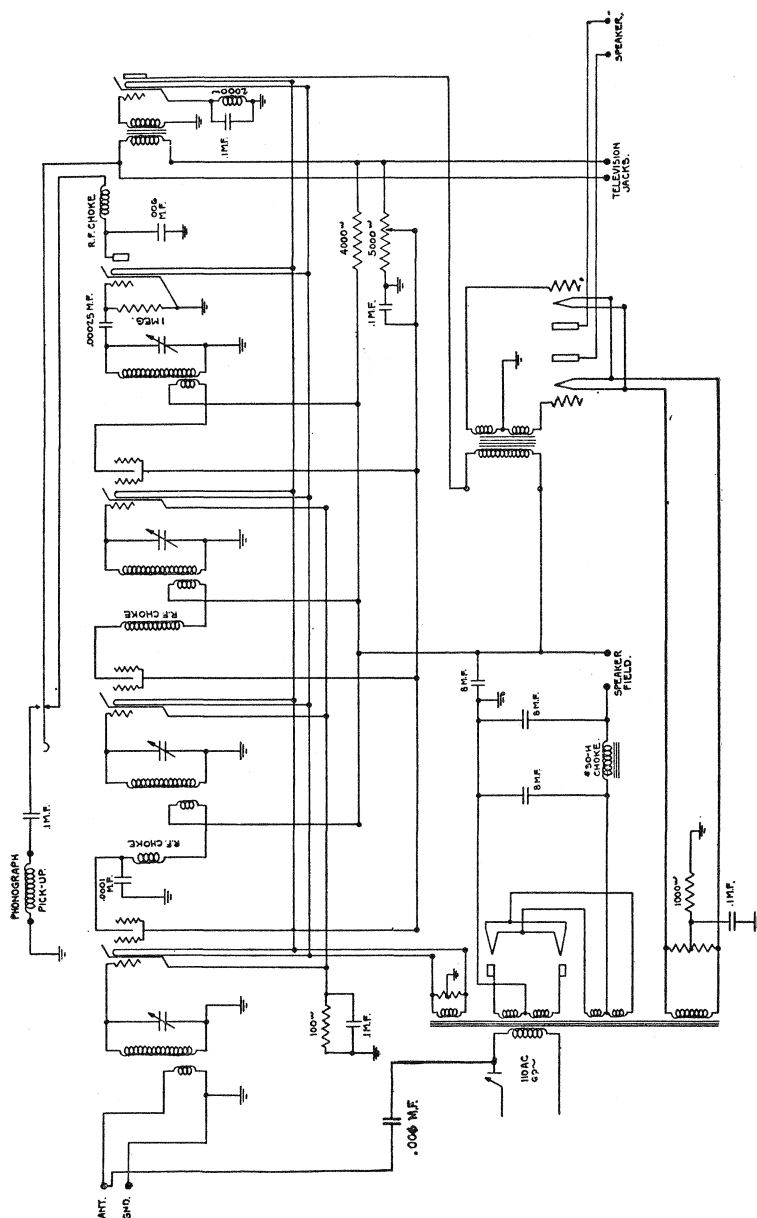 SPEAKER.
TELEVISION
JACKS.
2000~
.1 M.F.
R.F. CHOKE
.006
M.F.
.00025 M.F.
1 MEG.
4000~
5000~
.1 M.F.
R.F. CHOKE
8 M.F.
SPEAKER
FIELD.
8 M.F.
#30-H
CHOKE.
8 M.F.
PHONOGRAPH
PICK-UP.
.1 M.F.
R.F. CHOKE
.0001
M.F.
1000~
.1 M.F.
100~
.1 M.F.
110 AC
.006 M.F.
ANT.
GND.